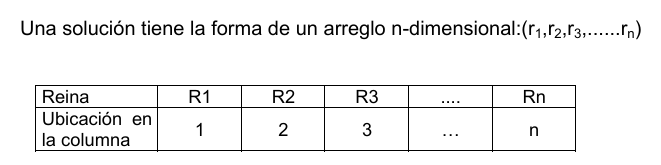 Una solución tiene la forma de un arreglo n-dimensional:(r₁,r₂,r₃,......rₙ)
Reina R1 R2 R3 .... Rn
Ubicación en
la columna 1 2 3 ... n